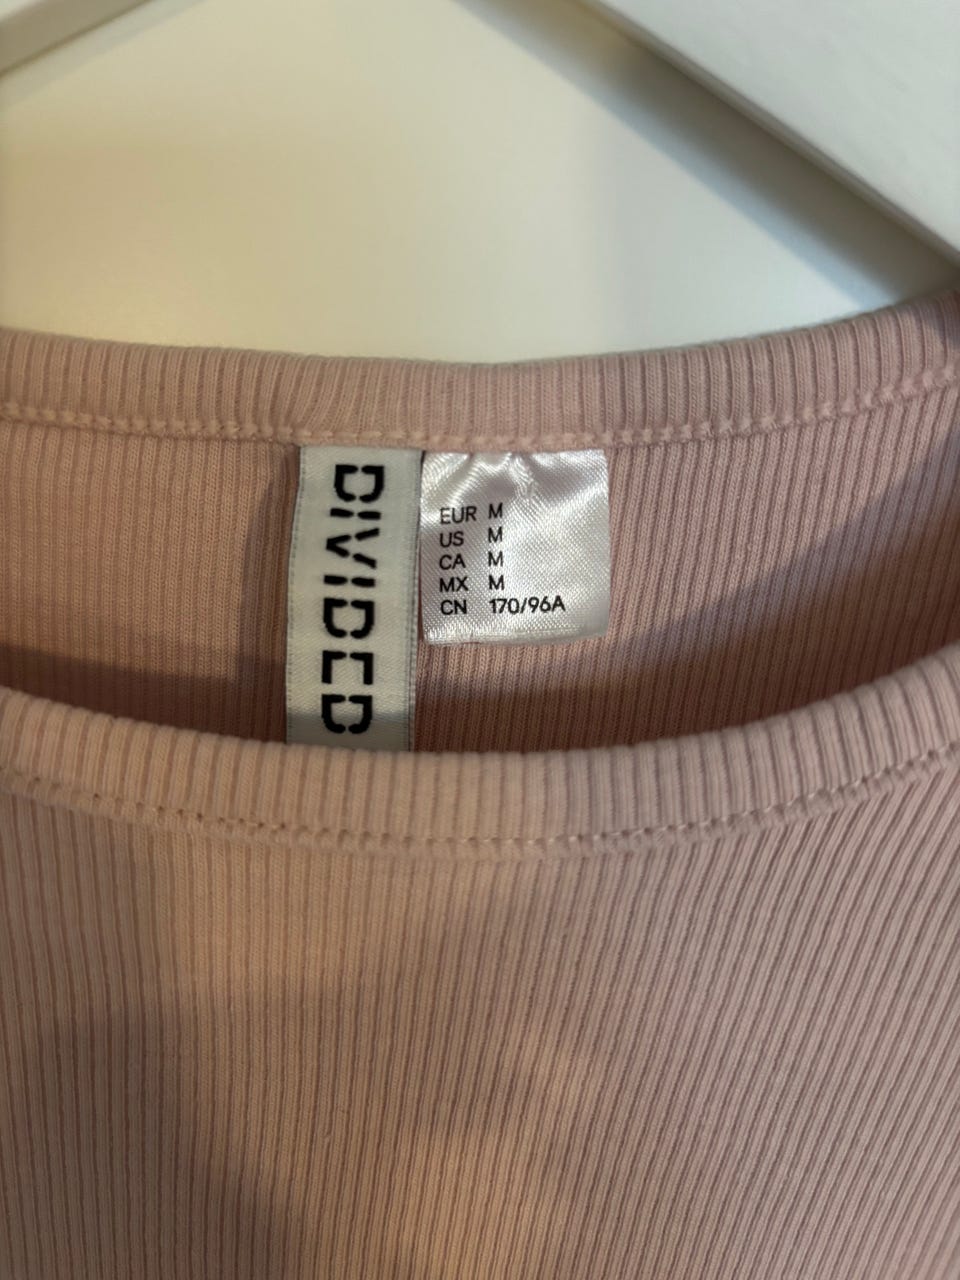 DIVIDED
EUR M
US M
CA M
MX M
CN 170/96A